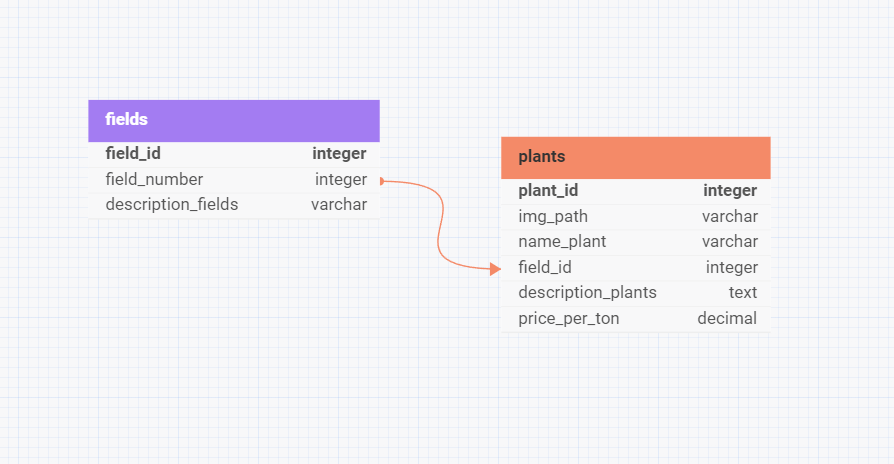 fields
field_id integer
field_number integer
description_fields varchar
plants
plant_id integer
img_path varchar
name_plant varchar
field_id integer
description_plants text
price_per_ton decimal